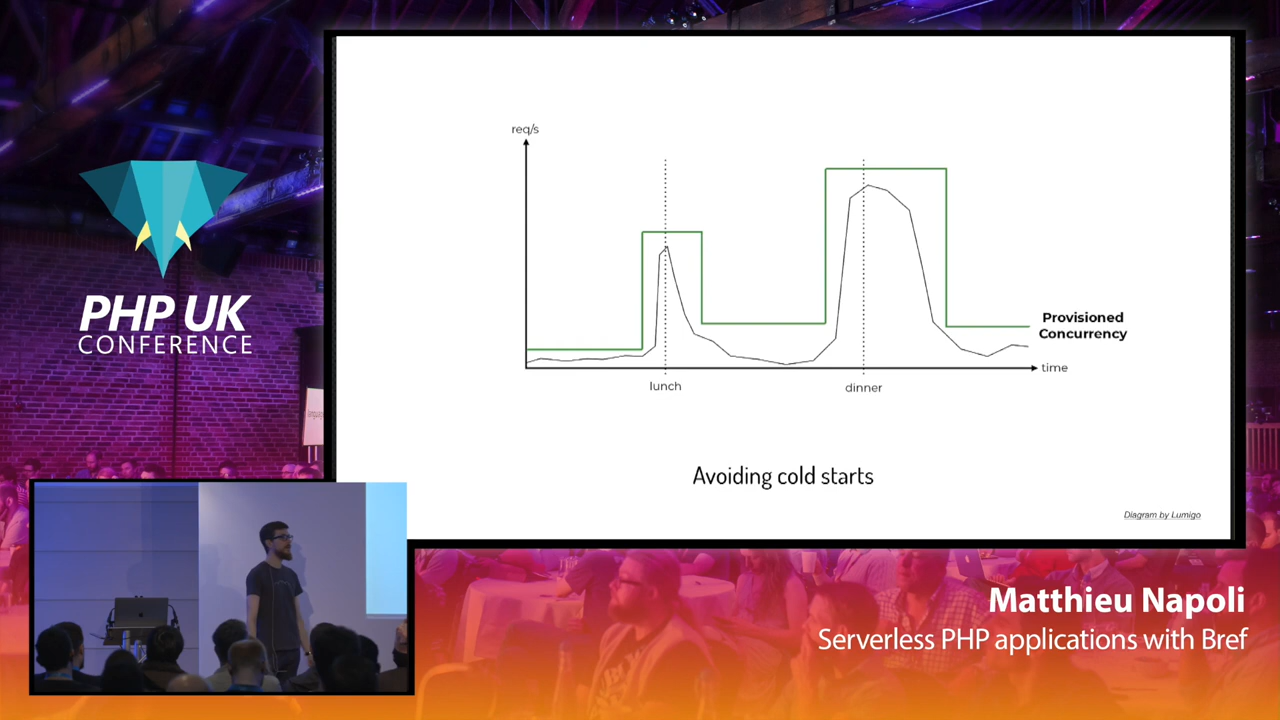 PHP UK
CONFERENCE
req/s
Provisioned
Concurrency
time
lunch
dinner
Avoiding cold starts
Diagram by Lumigo
Matthieu Napoli
Serverless PHP applications with Bref